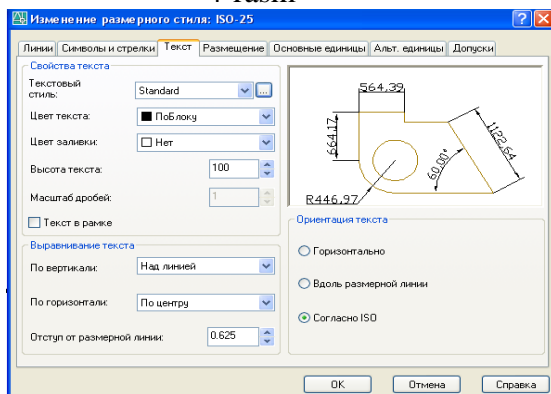 Изменение размерного стиля: ISO-25
Линии Символы и стрелки Текст Размещение Основные единицы Альт. единицы Допуски
Свойства текста
Текстовый стиль: Standard ...
Цвет текста: ПоБлоку
Цвет заливки: Нет
Высота текста: 100
Масштаб дробей: 1
Текст в рамке
564,39
664,17
1122,64
60,00°
R446,97
Выравнивание текста
По вертикали: Над линией
По горизонтали: По центру
Отступ от размерной линии: 0.625
Ориентация текста
Горизонтально
Вдоль размерной линии
Согласно ISO
OK Отмена Справка